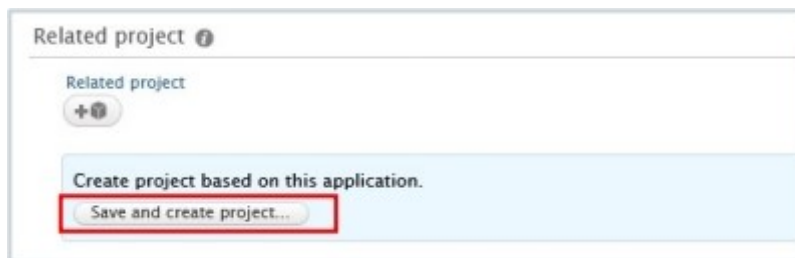 Related project
Related project
Create project based on this application.
Save and create project...